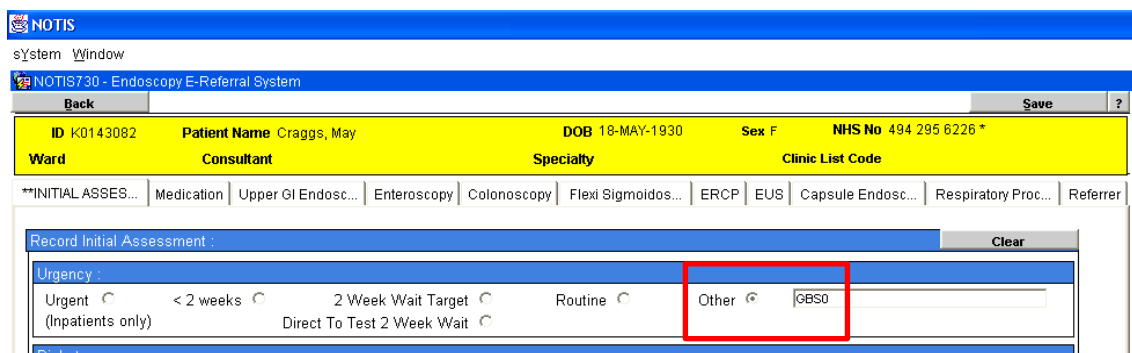 NOTIS
sYstem Window
NOTIS730 - Endoscopy E-Referral System
Back Save ?
ID K0143082 Patient Name Craggs, May DOB 18-MAY-1930 Sex F NHS No 494 295 6226 *
Ward Consultant Specialty Clinic List Code
**INITIAL ASSES... Medication Upper GI Endosc... Enteroscopy Colonoscopy Flexi Sigmoidos... ERCP EUS Capsule Endosc... Respiratory Proc... Referrer
Record Initial Assessment : Clear
Urgency :
Urgent < 2 weeks 2 Week Wait Target Routine Other GBS0
(Inpatients only) Direct To Test 2 Week Wait